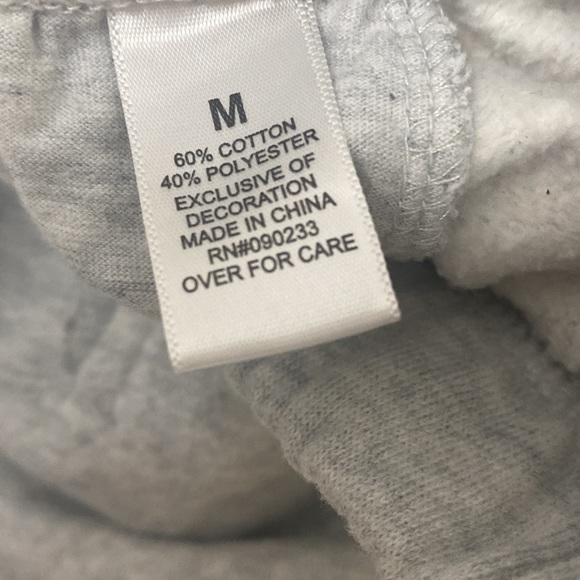 M
60% COTTON
40% POLYESTER
EXCLUSIVE OF
DECORATION
MADE IN CHINA
RN#090233
OVER FOR CARE